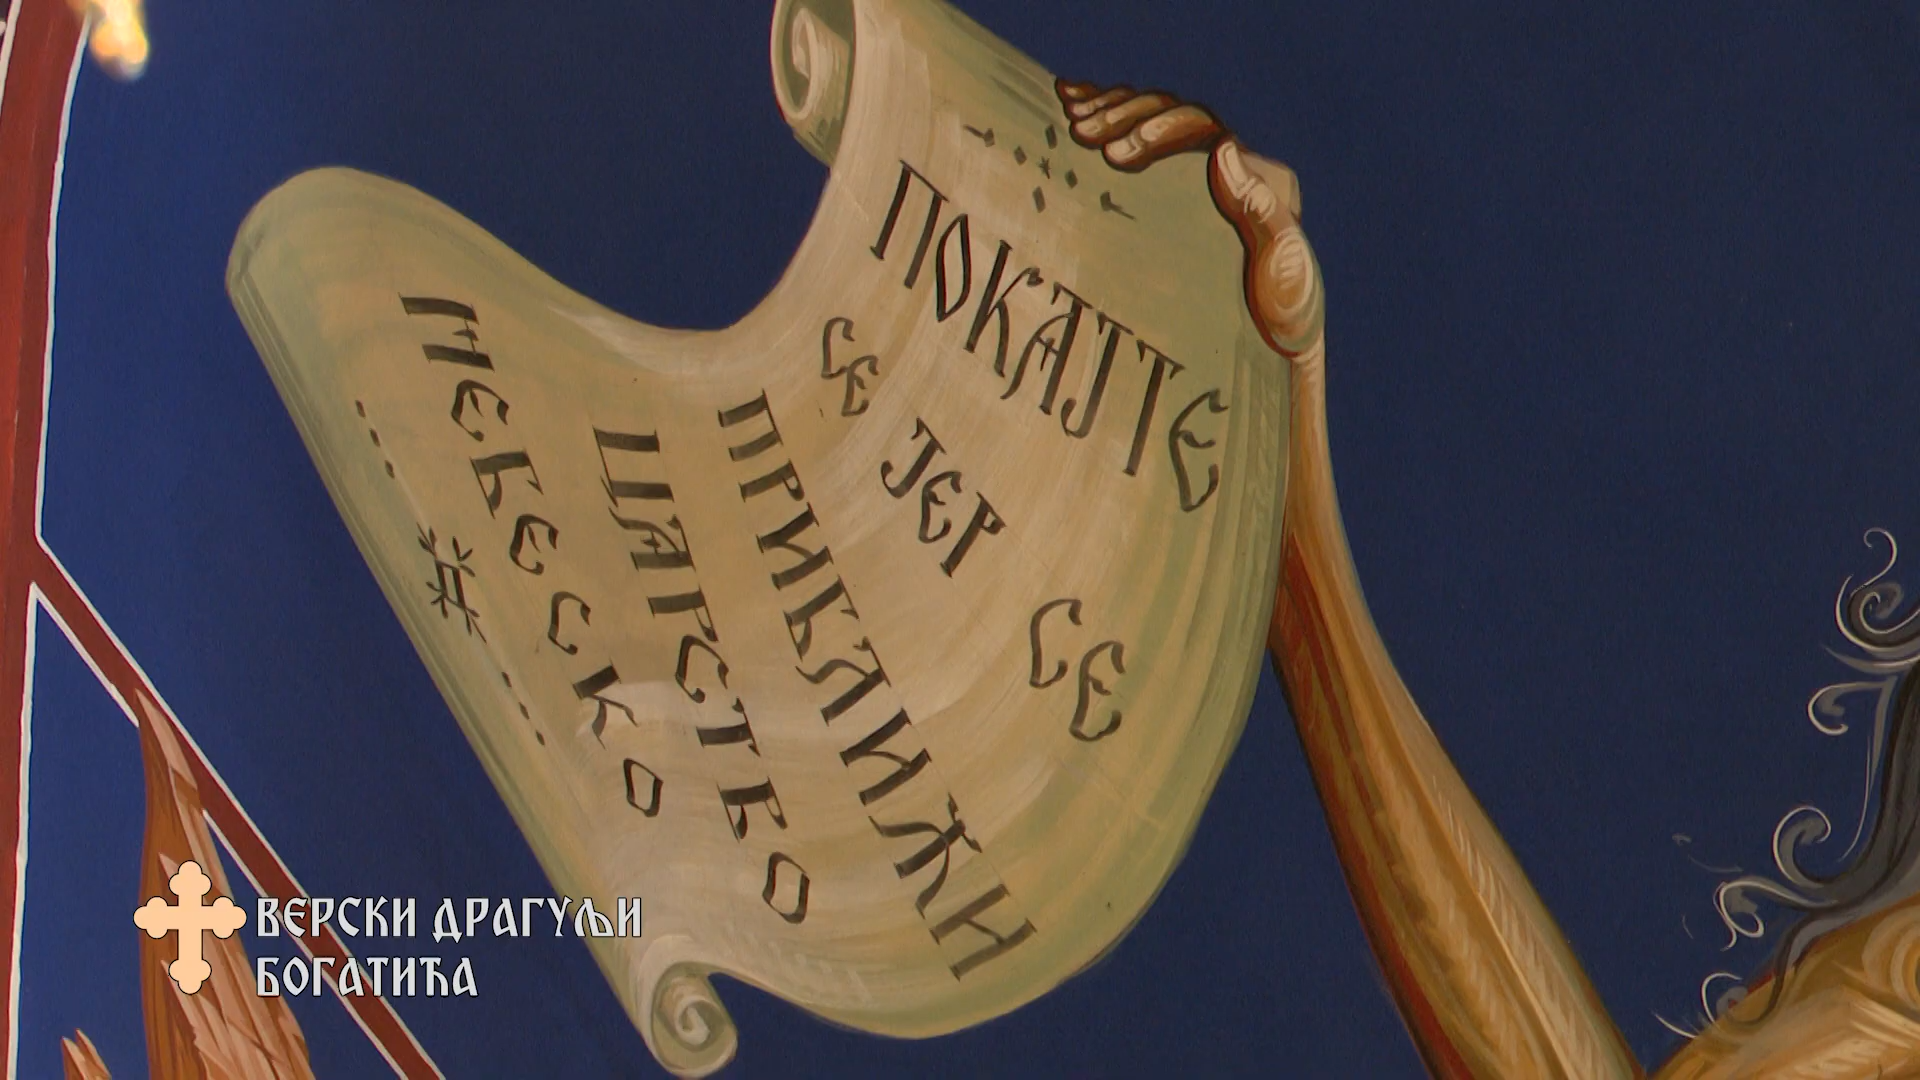 ПОКАЈТЕ
СЕ ЈЕР СЕ
ПРИБЛИЖИ
ЦАРСТВО
НЕБЕСКО
ВЕРСКИ ДРАГУЉИ
БОГАТИЋА